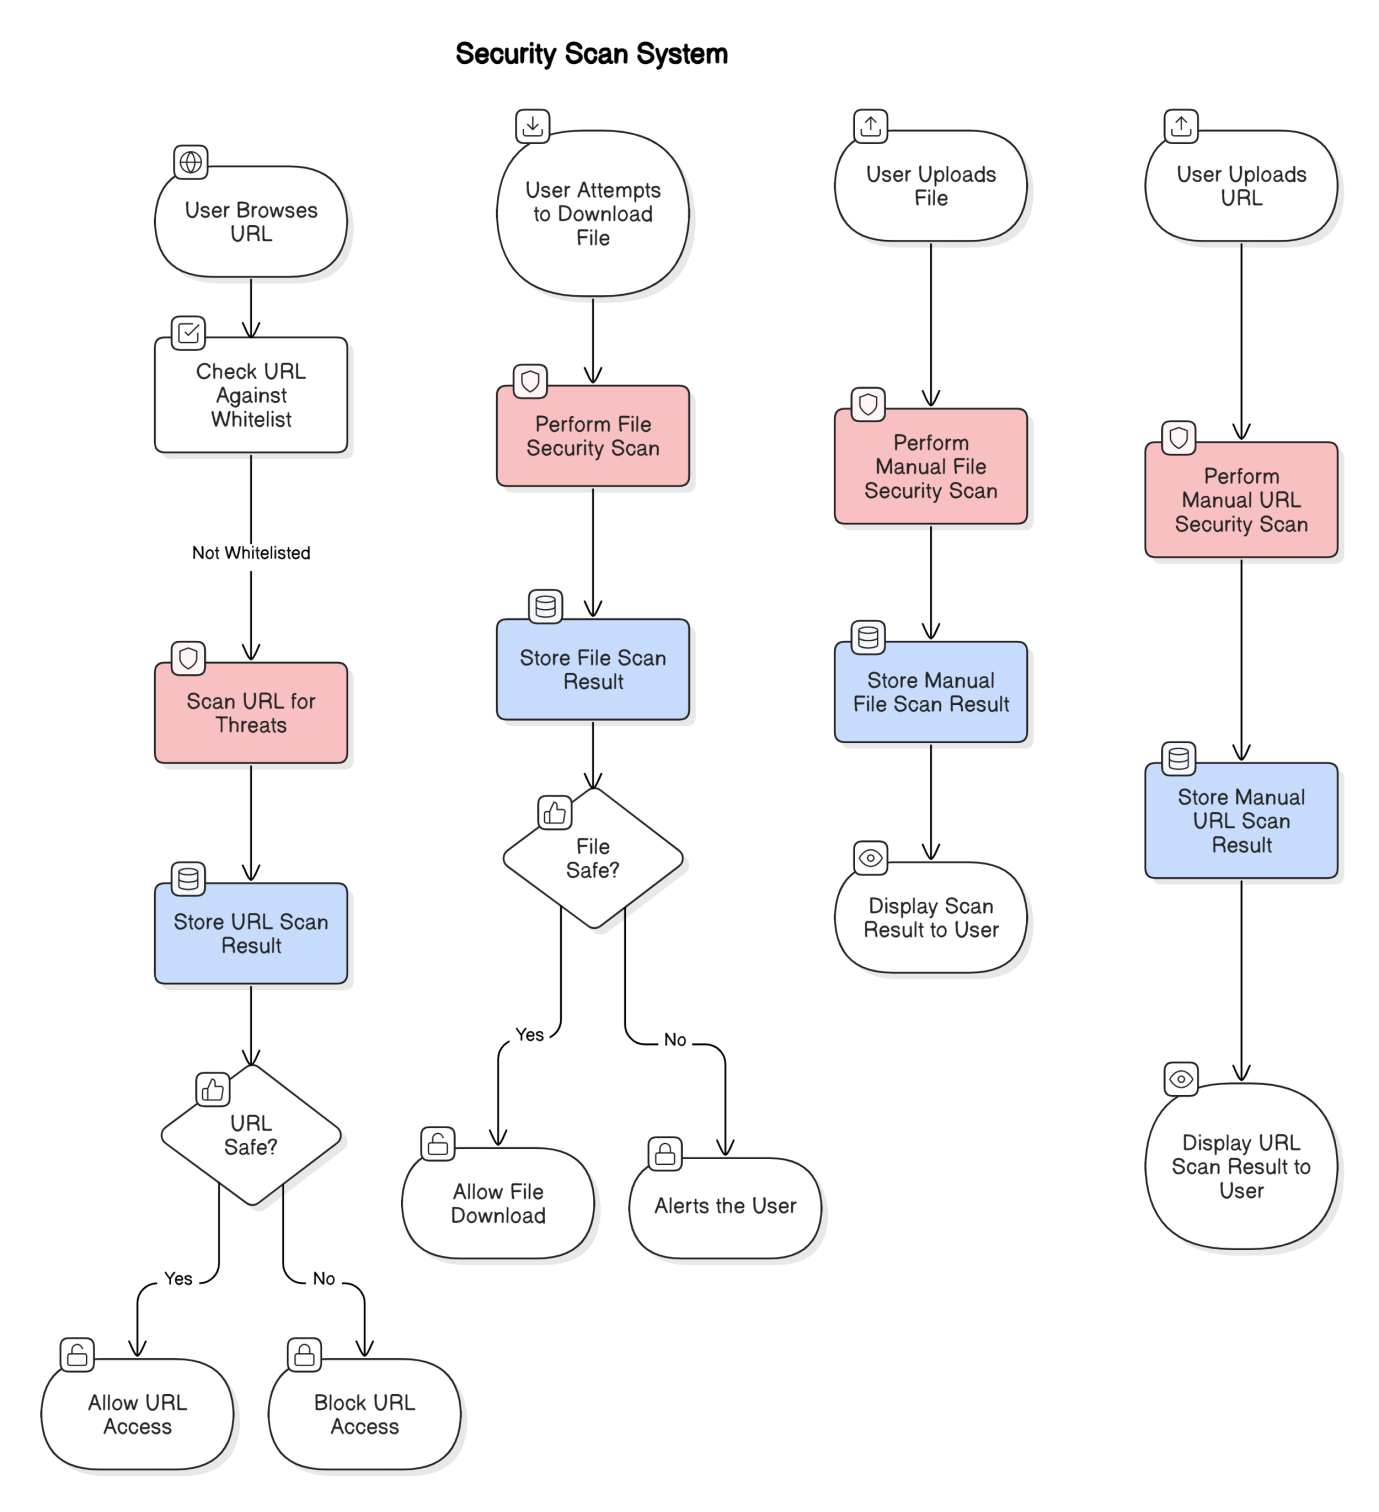 Security Scan System
User Browses
URL
Check URL
Against
Whitelist
Not Whitelisted
Scan URL for
Threats
Store URL Scan
Result
URL
Safe?
Yes
No
Allow URL
Access
Block URL
Access
User Attempts
to Download
File
Perform File
Security Scan
Store File Scan
Result
File
Safe?
Yes
No
Allow File
Download
Alerts the User
User Uploads
File
Perform
Manual File
Security Scan
Store Manual
File Scan Result
Display Scan
Result to User
User Uploads
URL
Perform
Manual URL
Security Scan
Store Manual
URL Scan
Result
Display URL
Scan Result to
User